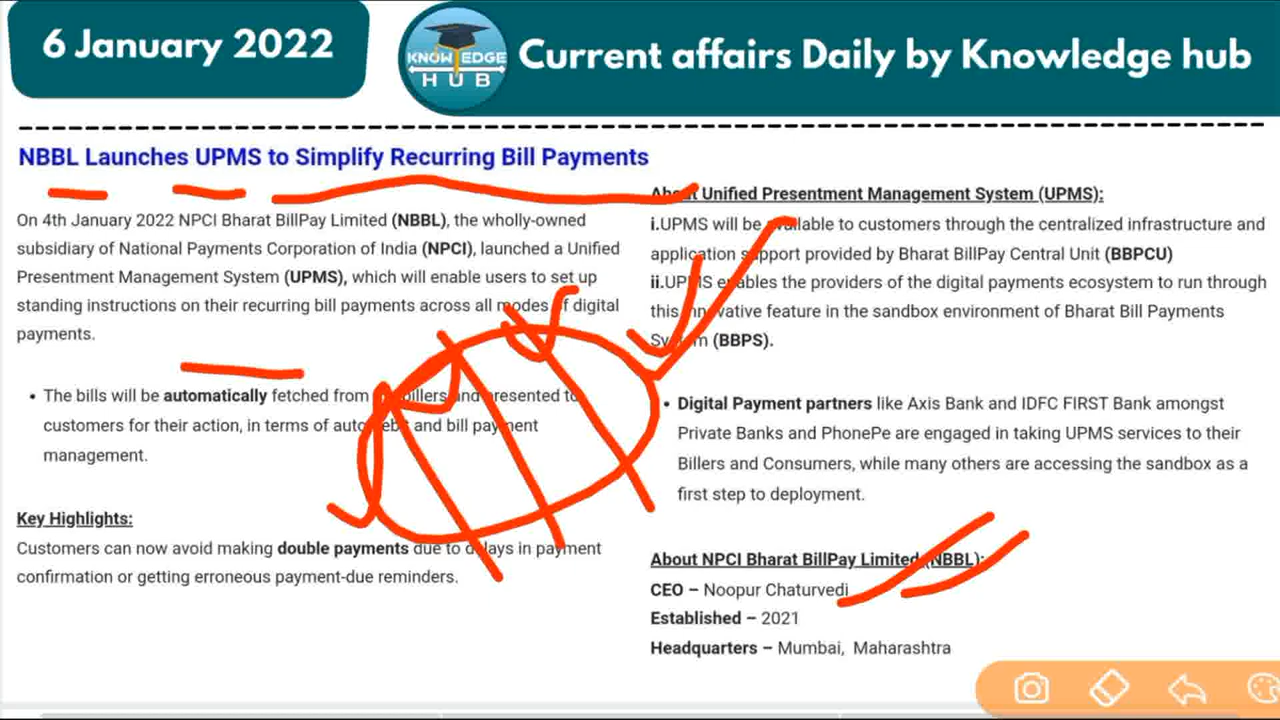 6 January 2022
KNOWLEDGE
HUB
Current affairs Daily by Knowledge hub
NBBL Launches UPMS to Simplify Recurring Bill Payments
On 4th January 2022 NPCI Bharat BillPay Limited (NBBL), the wholly-owned
subsidiary of National Payments Corporation of India (NPCI), launched a Unified
Presentment Management System (UPMS), which will enable users to set up
standing instructions on their recurring bill payments across all modes of digital
payments.
• The bills will be automatically fetched from billers and presented to
customers for their action, in terms of auto debit and bill payment
management.
Key Highlights:
Customers can now avoid making double payments due to delays in payment
confirmation or getting erroneous payment-due reminders.
About Unified Presentment Management System (UPMS):
i.UPMS will be available to customers through the centralized infrastructure and
application support provided by Bharat BillPay Central Unit (BBPCU)
ii.UPMS enables the providers of the digital payments ecosystem to run through
this innovative feature in the sandbox environment of Bharat Bill Payments
System (BBPS).
• Digital Payment partners like Axis Bank and IDFC FIRST Bank amongst
Private Banks and PhonePe are engaged in taking UPMS services to their
Billers and Consumers, while many others are accessing the sandbox as a
first step to deployment.
About NPCI Bharat BillPay Limited (NBBL):
CEO – Noopur Chaturvedi
Established – 2021
Headquarters – Mumbai, Maharashtra